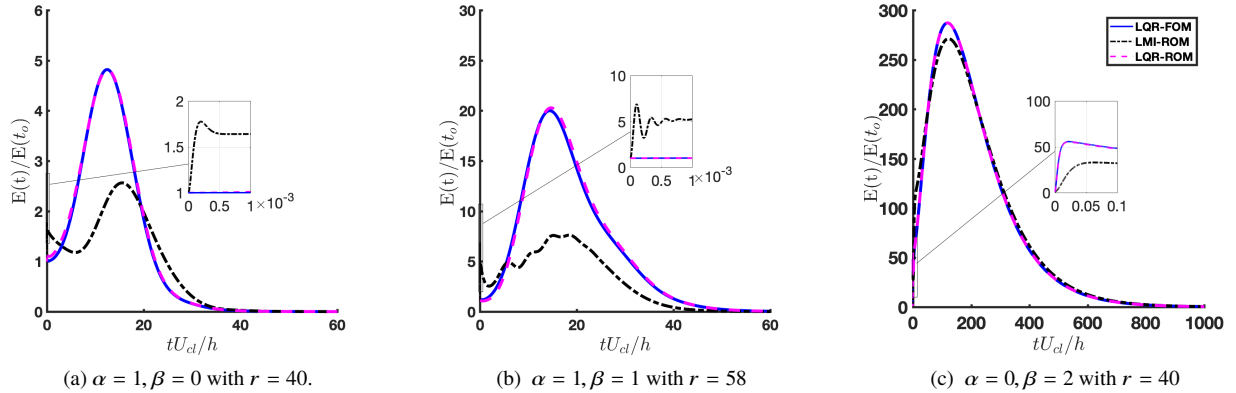 6
5
4
3
2
1
0
E(t)/E(t_o)
2
1.5
1
0 0.5 1 ×10⁻³
0 20 40 60
tU_cl/h
(a) α = 1, β = 0 with r = 40.
30
25
20
15
10
5
0
E(t)/E(t_o)
10
5
0
0 0.5 1 ×10⁻³
0 20 40 60
tU_cl/h
(b) α = 1, β = 1 with r = 58
300
250
200
150
100
50
0
E(t)/E(t_o)
LQR-FOM
LMI-ROM
LQR-ROM
100
50
0
0 0.05 0.1
0 200 400 600 800 1000
tU_cl/h
(c) α = 0, β = 2 with r = 40